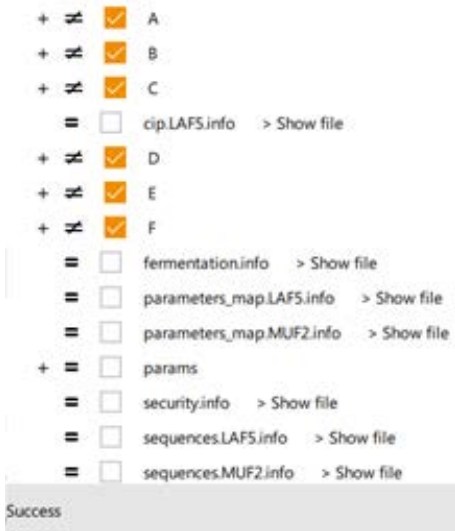 + ≠ A
+ ≠ B
+ ≠ C
= cip.LAF5.info > Show file
+ ≠ D
+ ≠ E
+ ≠ F
= fermentation.info > Show file
= parameters_map.LAF5.info > Show file
= parameters_map.MUF2.info > Show file
+ = params
= security.info > Show file
= sequences.LAF5.info > Show file
= sequences.MUF2.info > Show file
Success